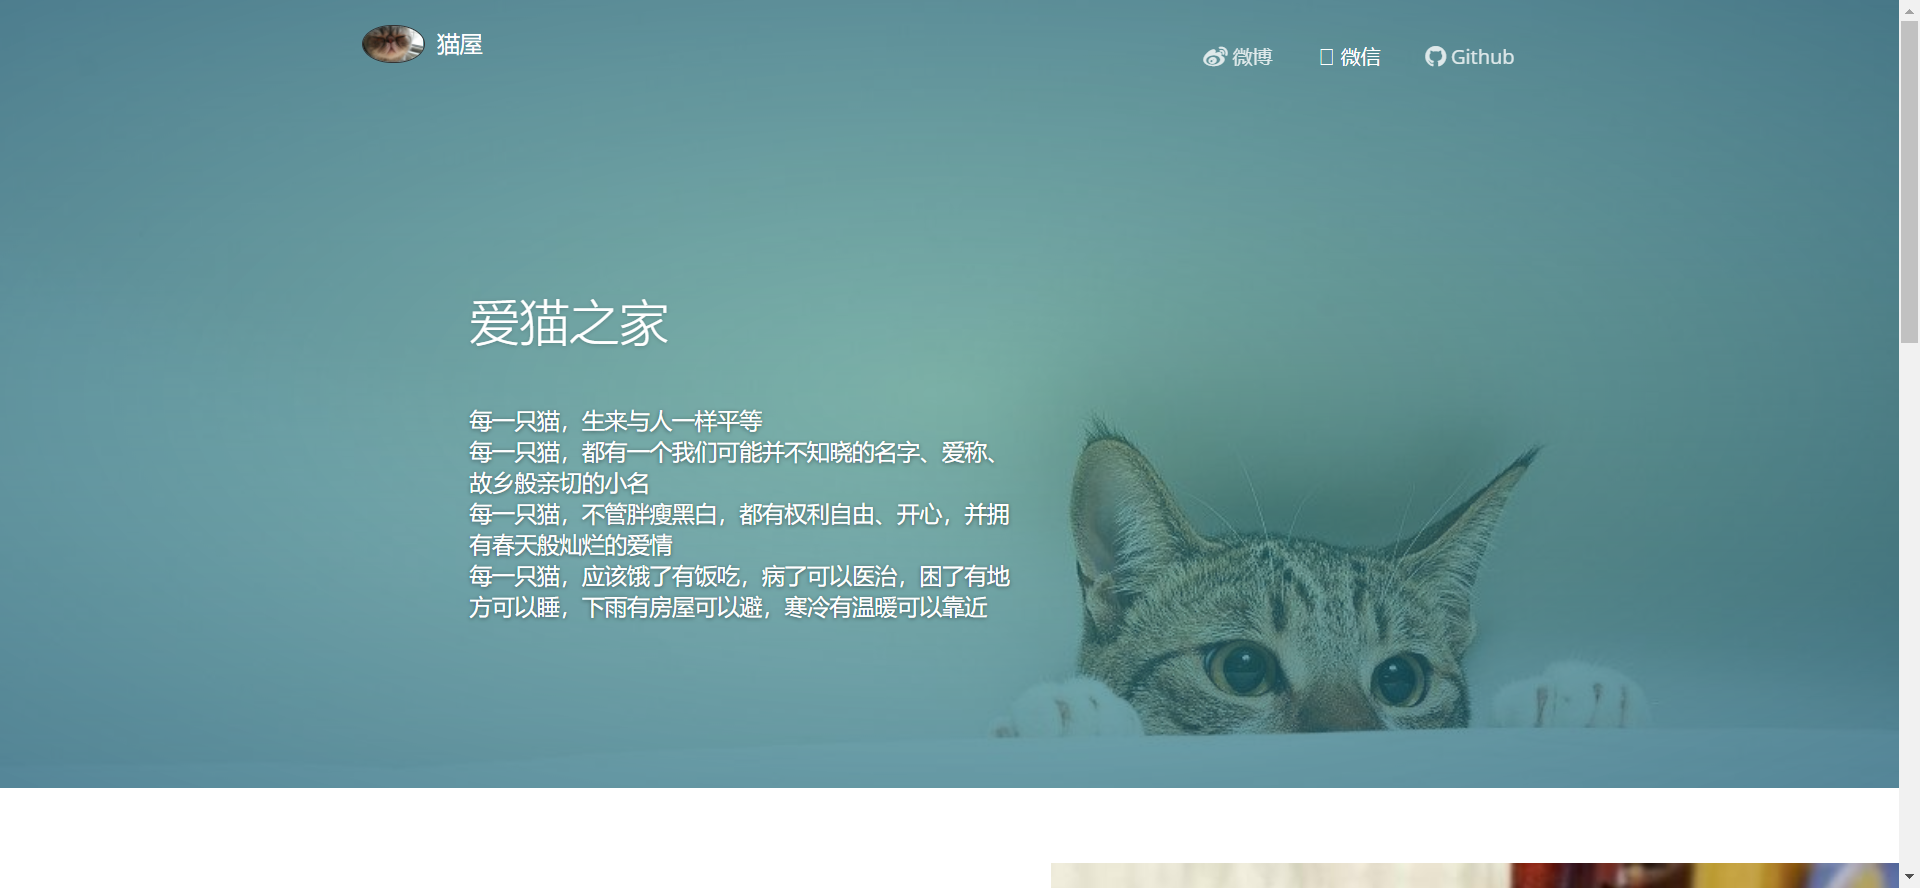 猫屋
微博
微信
Github
爱猫之家
每一只猫，生来与人一样平等
每一只猫，都有一个我们可能并不知晓的名字、爱称、
故乡般亲切的小名
每一只猫，不管胖瘦黑白，都有权利自由、开心，并拥
有春天般灿烂的爱情
每一只猫，应该饿了有饭吃，病了可以医治，困了有地
方可以睡，下雨有房屋可以避，寒冷有温暖可以靠近